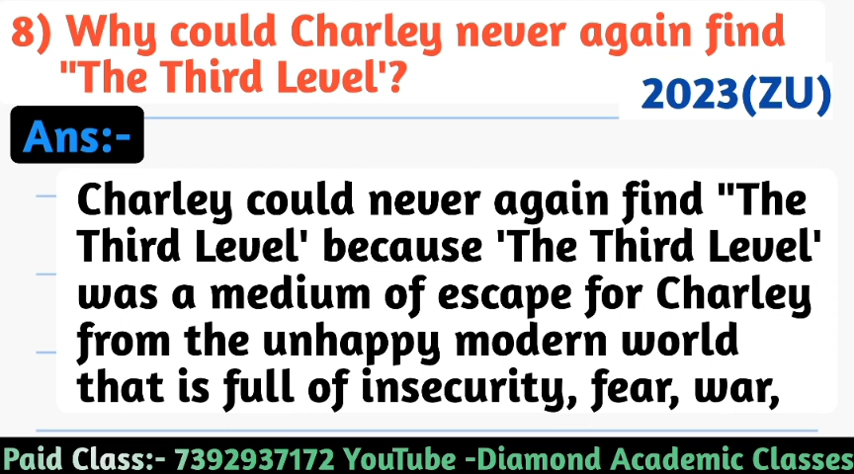 8) Why could Charley never again find
"The Third Level'?
2023(ZU)
Ans:-
Charley could never again find "The
Third Level' because 'The Third Level'
was a medium of escape for Charley
from the unhappy modern world
that is full of insecurity, fear, war,
Paid Class:- 7392937172 YouTube -Diamond Academic Classes